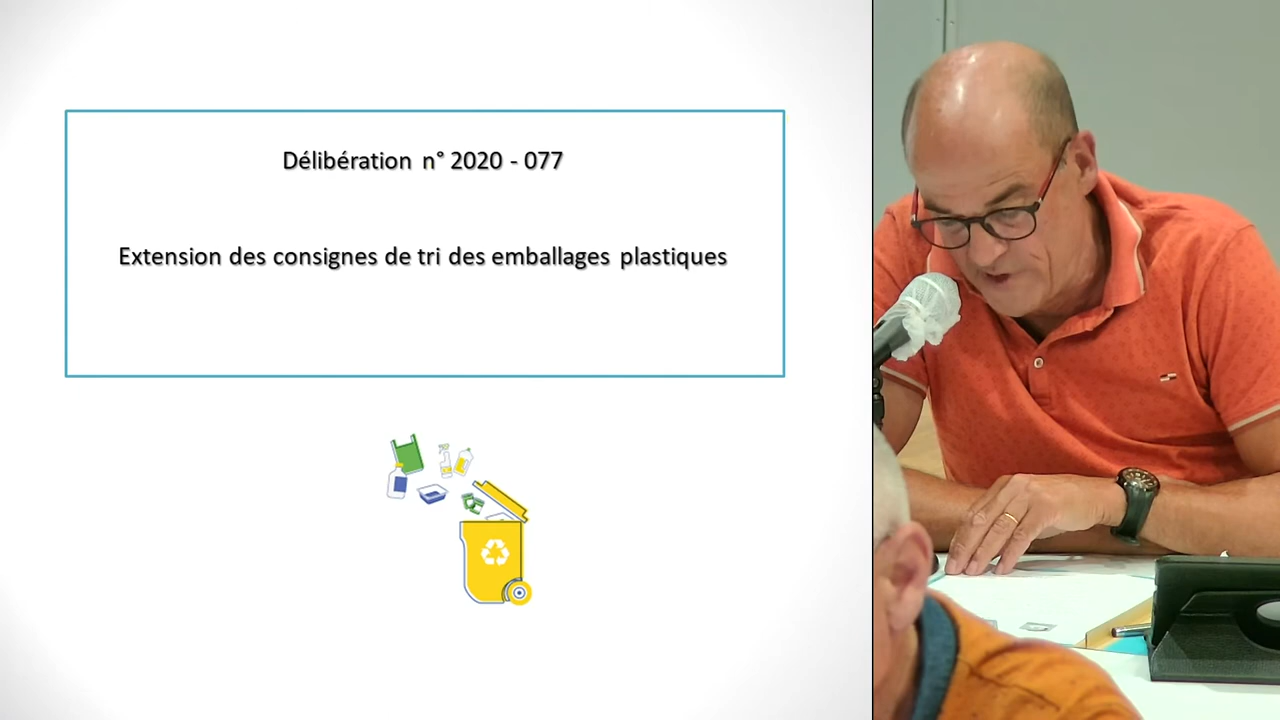 Délibération n° 2020 - 077
Extension des consignes de tri des emballages plastiques